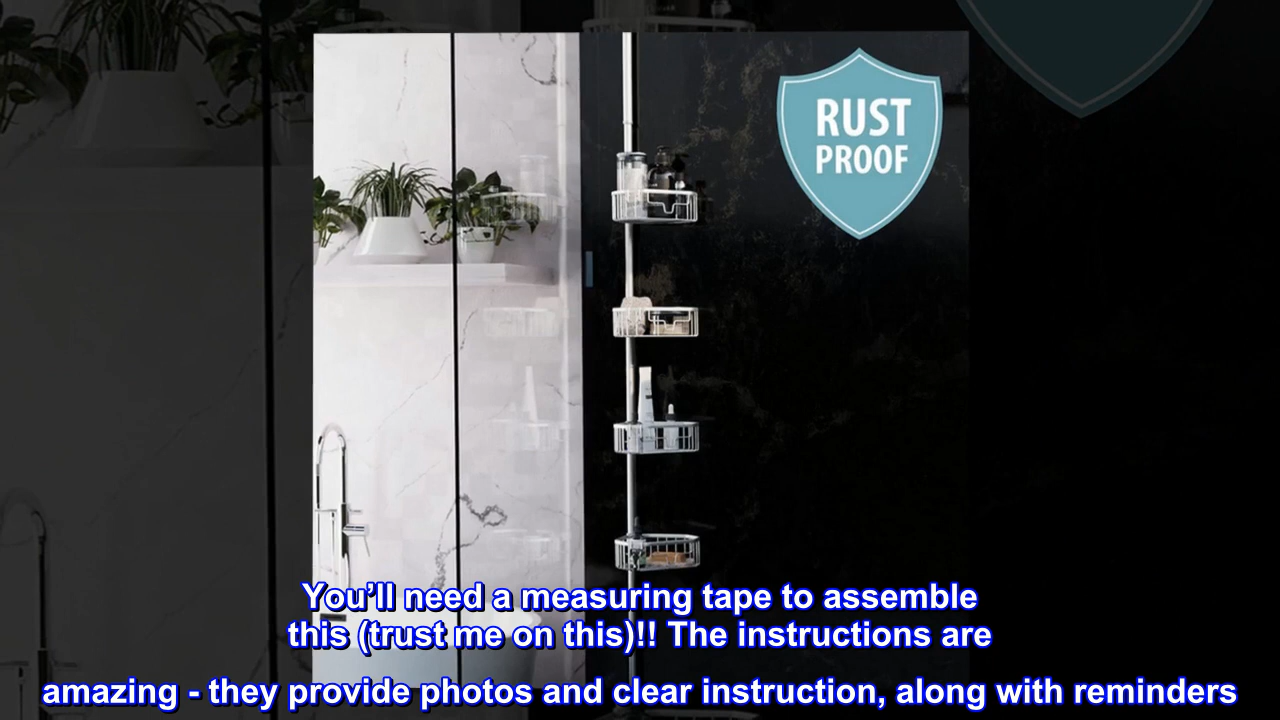 RUST
PROOF
You’ll need a measuring tape to assemble
this (trust me on this)!! The instructions are
amazing - they provide photos and clear instruction, along with reminders